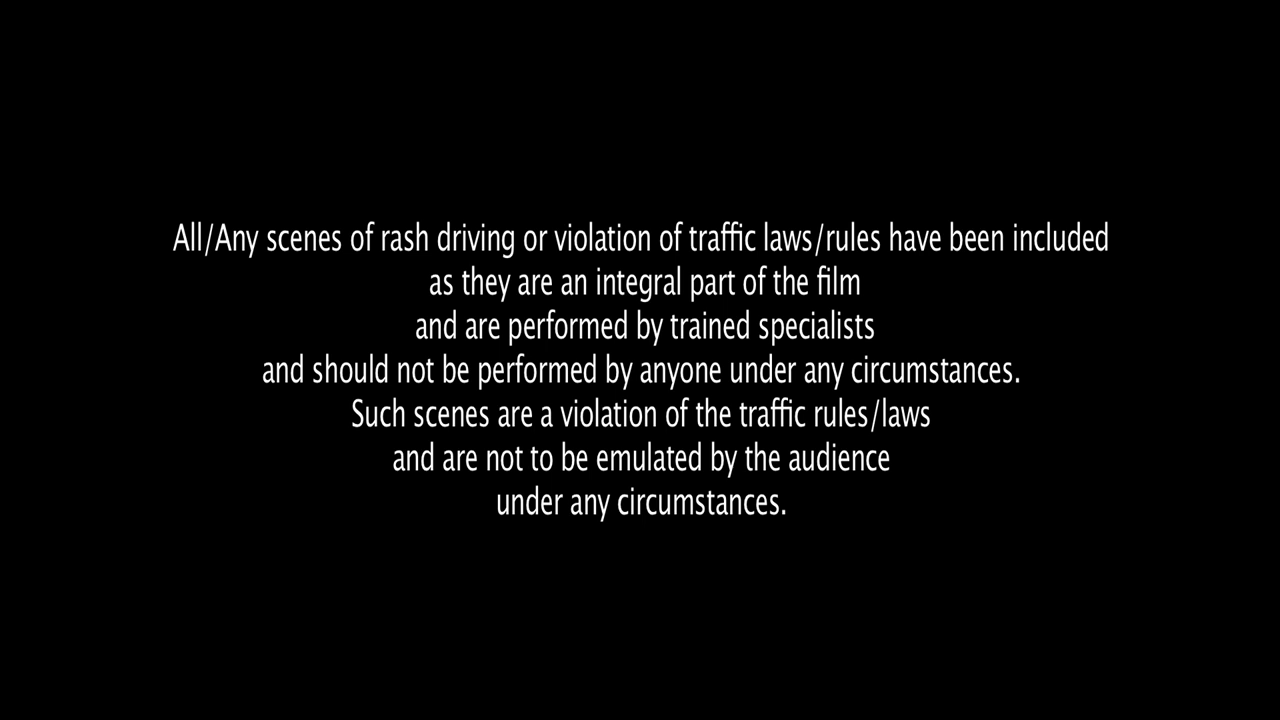 All/Any scenes of rash driving or violation of traffic laws/rules have been included
as they are an integral part of the film
and are performed by trained specialists
and should not be performed by anyone under any circumstances.
Such scenes are a violation of the traffic rules/laws
and are not to be emulated by the audience
under any circumstances.